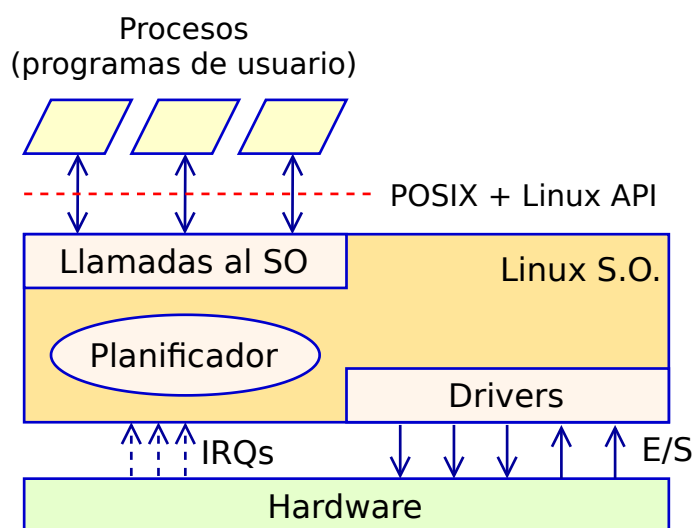 Procesos
(programas de usuario)
POSIX + Linux API
Llamadas al SO
Linux S.O.
Planificador
Drivers
IRQs
E/S
Hardware